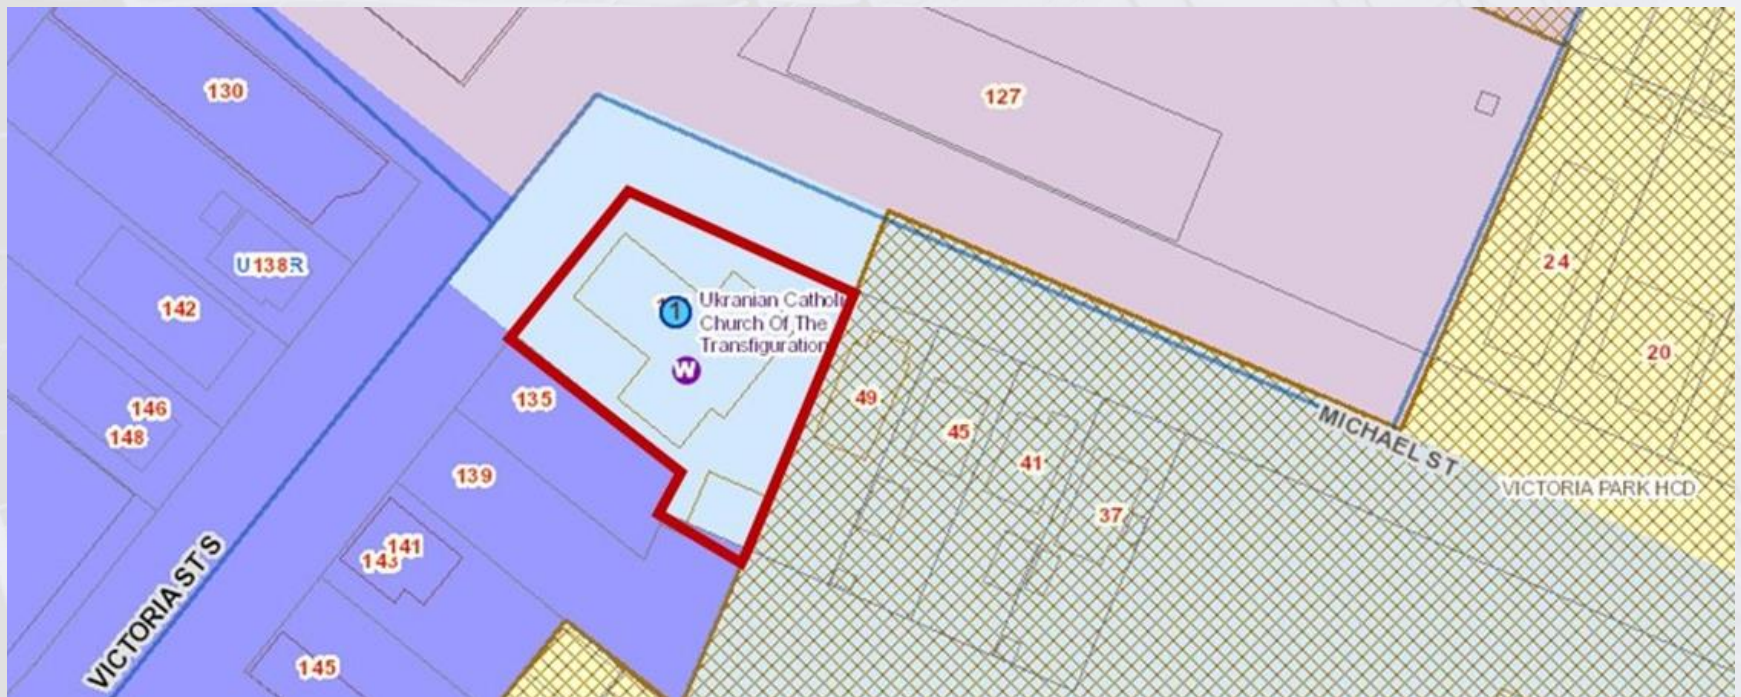 130
127
U138R
142
24
1
Ukranian Catholi
Church Of The
Transfiguration
W
20
135
49
146
148
45
MICHAEL ST
139
41
VICTORIA PARK HCD
37
141
143
VICTORIA ST S
145